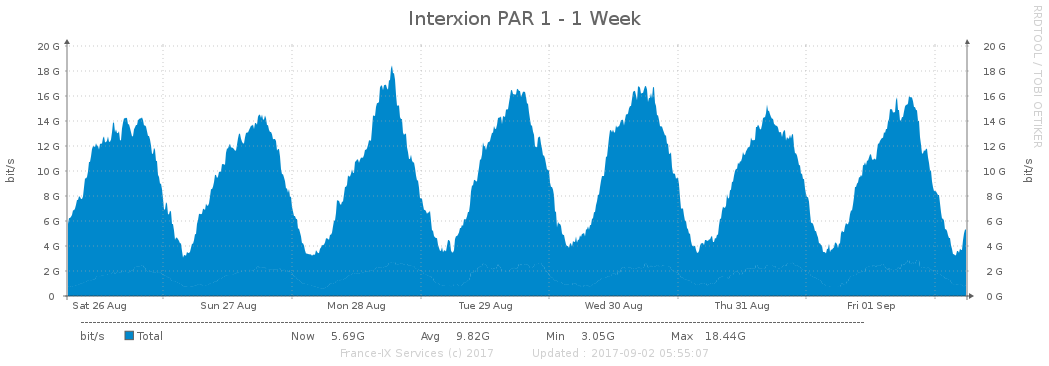 Interxion PAR 1 - 1 Week
RRDTOOL / TOBI OETIKER
20 G 20 G
18 G 18 G
16 G 16 G
14 G 14 G
12 G 12 G
10 G 10 G
8 G 8 G
6 G 6 G
4 G 4 G
2 G 2 G
0 0 G
bit/s bit/s
Sat 26 Aug Sun 27 Aug Mon 28 Aug Tue 29 Aug Wed 30 Aug Thu 31 Aug Fri 01 Sep
bit/s Total Now 5.69G Avg 9.82G Min 3.05G Max 18.44G
France-IX Services (c) 2017 Updated : 2017-09-02 05:55:07